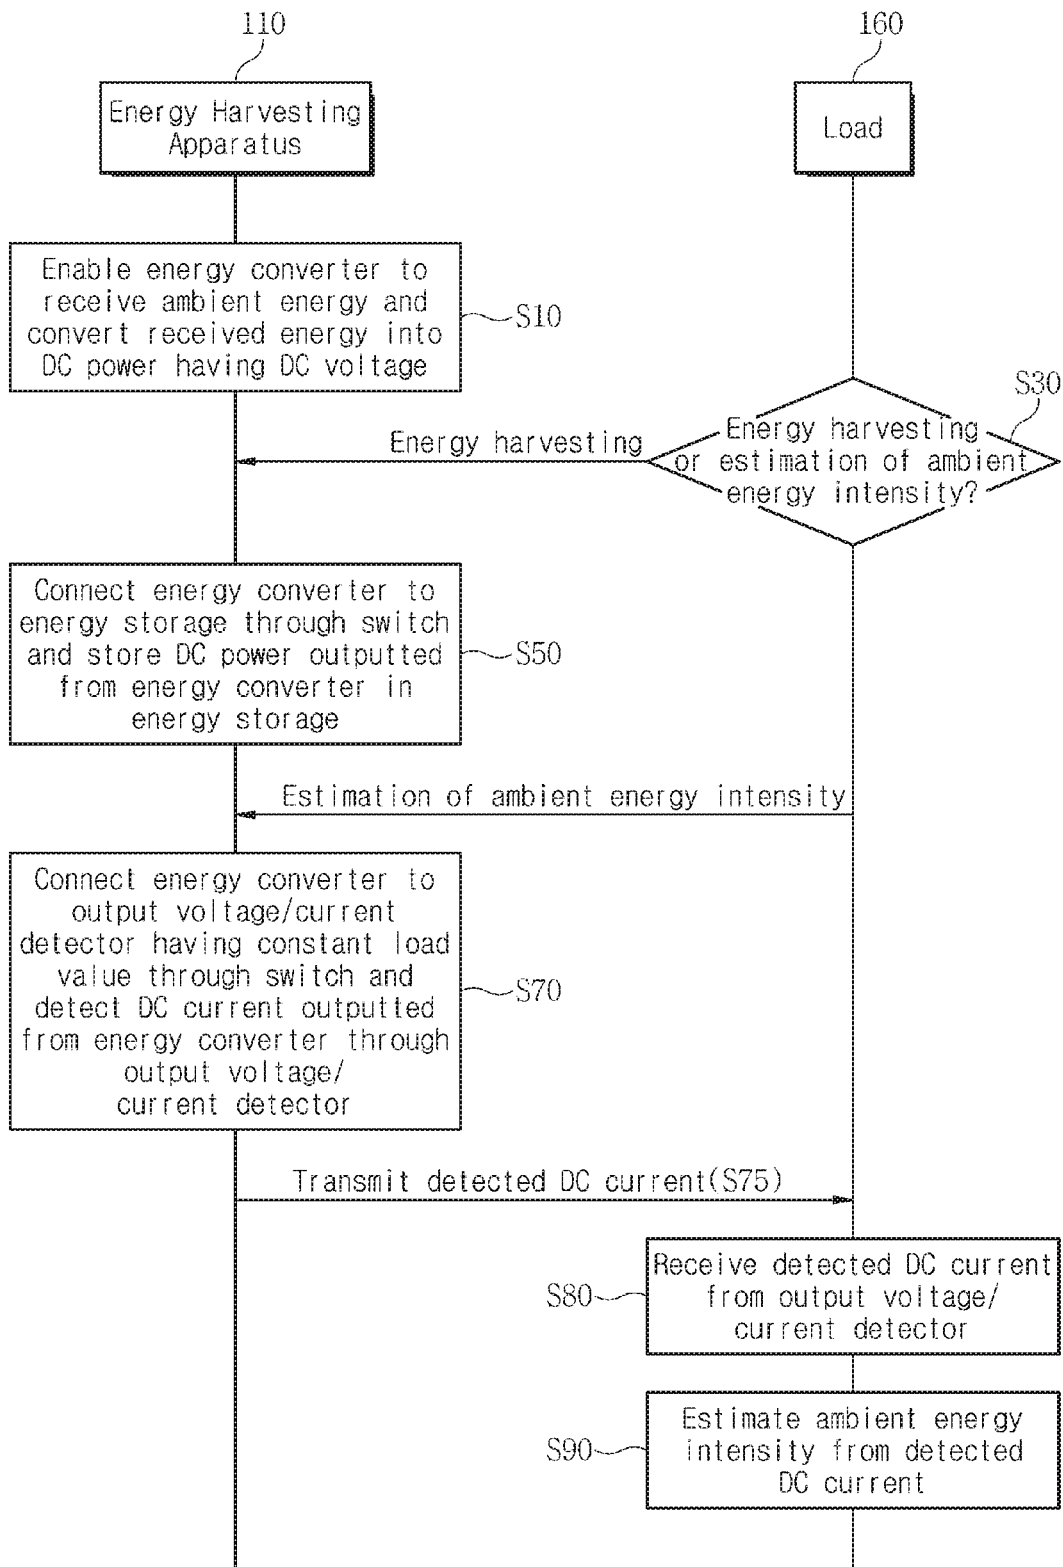 110
160
Energy Harvesting
Apparatus
Load
Enable energy converter to
receive ambient energy and
convert received energy into
DC power having DC voltage
S10
S30
Energy harvesting
Energy harvesting
or estimation of ambient
energy intensity?
Connect energy converter to
energy storage through switch
and store DC power outputted
from energy converter in
energy storage
S50
Estimation of ambient energy intensity
Connect energy converter to
output voltage/current
detector having constant load
value through switch and
detect DC current outputted
from energy converter through
output voltage/
current detector
S70
Transmit detected DC current(S75)
S80
Receive detected DC current
from output voltage/
current detector
S90
Estimate ambient energy
intensity from detected
DC current